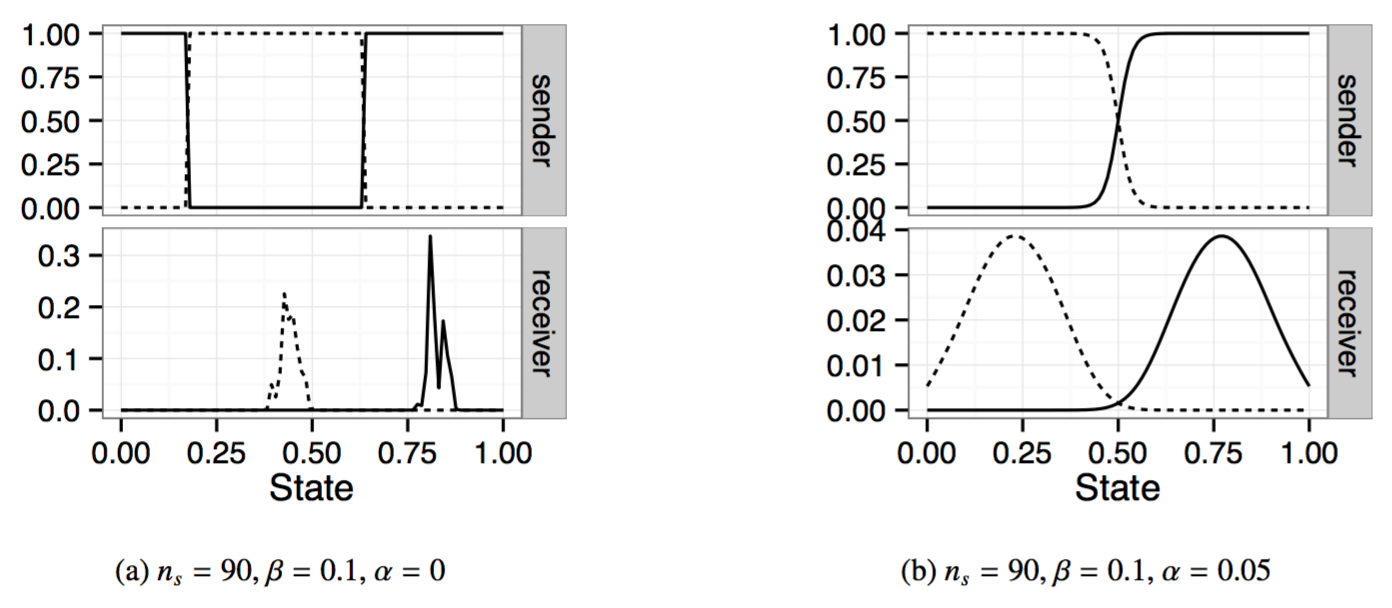 1.00
0.75
0.50
0.25
0.00
sender
0.3
0.2
0.1
0.0
receiver
0.00 0.25 0.50 0.75 1.00
State
(a) nₛ = 90, β = 0.1, α = 0
1.00
0.75
0.50
0.25
0.00
sender
0.04
0.03
0.02
0.01
0.00
receiver
0.00 0.25 0.50 0.75 1.00
State
(b) nₛ = 90, β = 0.1, α = 0.05